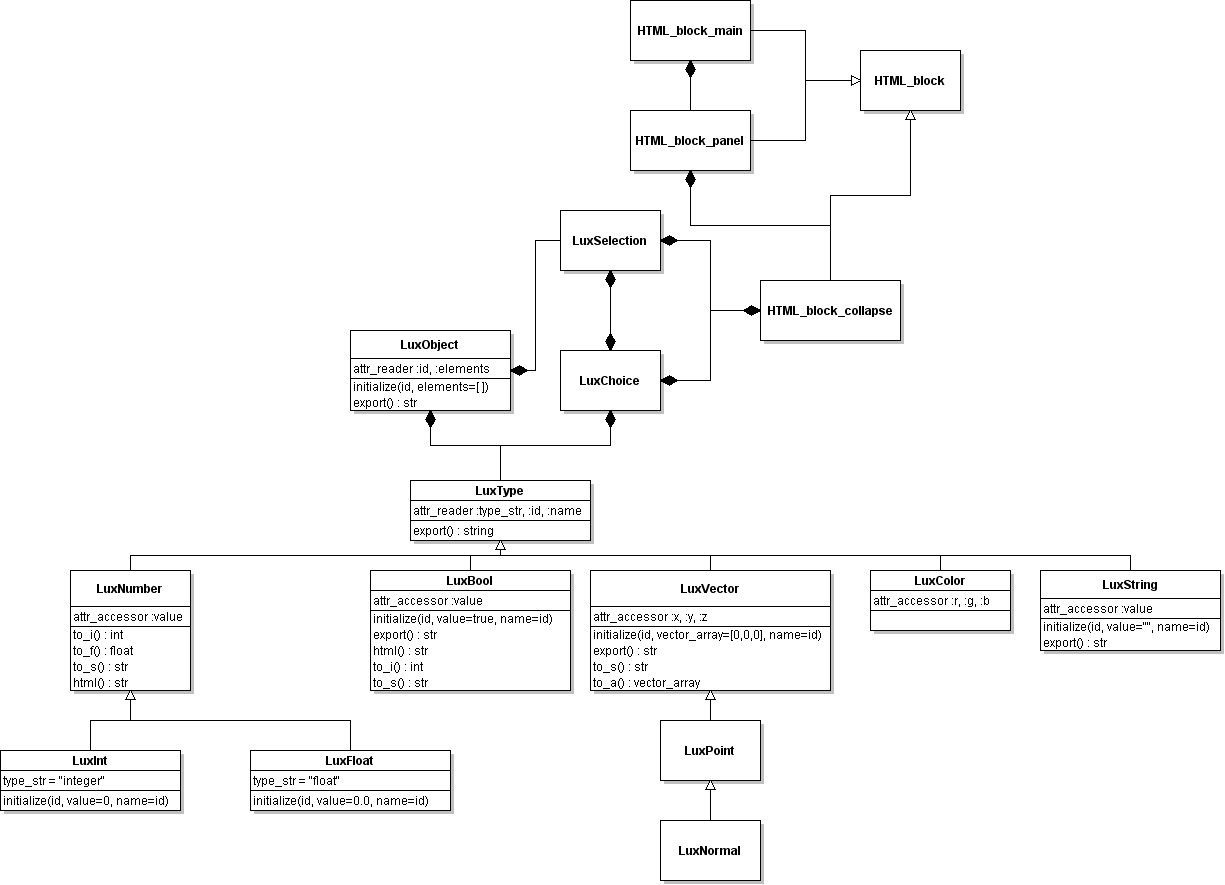 HTML_block_main
HTML_block
HTML_block_panel
LuxSelection
HTML_block_collapse
LuxObject
attr_reader :id, :elements
initialize(id, elements=[ ])
export() : str
LuxChoice
LuxType
attr_reader :type_str, :id, :name
export() : string
LuxNumber
attr_accessor :value
to_i() : int
to_f() : float
to_s() : str
html() : str
LuxBool
attr_accessor :value
initialize(id, value=true, name=id)
export() : str
html() : str
to_i() : int
to_s() : str
LuxVector
attr_accessor :x, :y, :z
initialize(id, vector_array=[0,0,0], name=id)
export() : str
to_s() : str
to_a() : vector_array
LuxColor
attr_accessor :r, :g, :b
LuxString
attr_accessor :value
initialize(id, value="", name=id)
export() : str
LuxInt
type_str = "integer"
initialize(id, value=0, name=id)
LuxFloat
type_str = "float"
initialize(id, value=0.0, name=id)
LuxPoint
LuxNormal